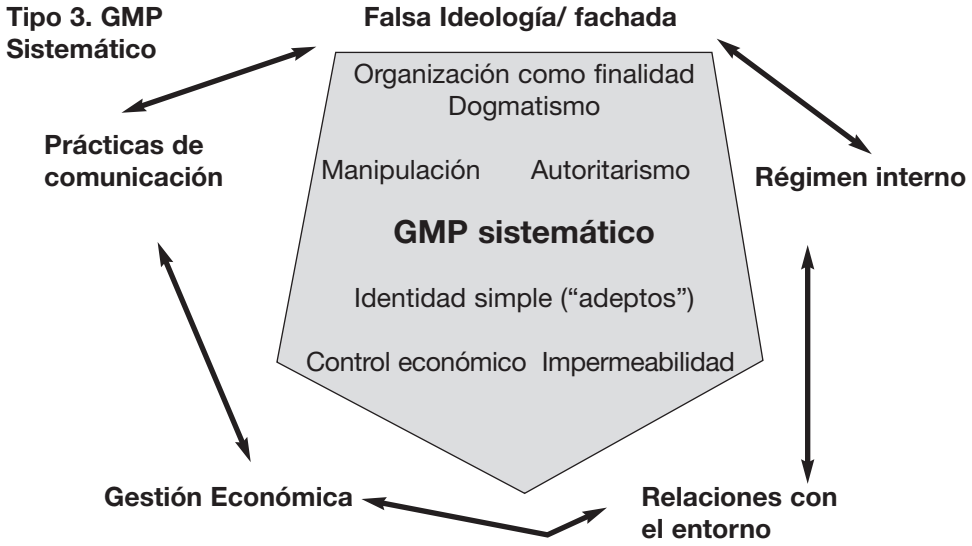 Tipo 3. GMP
Sistemático
Falsa Ideología/ fachada
Organización como finalidad
Dogmatismo
Prácticas de
comunicación
Manipulación
Autoritarismo
Régimen interno
GMP sistemático
Identidad simple (“adeptos”)
Control económico
Impermeabilidad
Gestión Económica
Relaciones con
el entorno